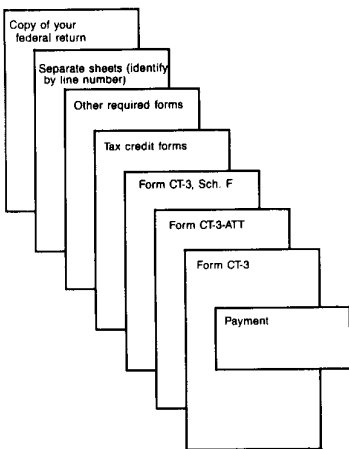 Copy of your
federal return
Separate sheets (identify
by line number)
Other required forms
Tax credit forms
Form CT-3, Sch. F
Form CT-3-ATT
Form CT-3
Payment